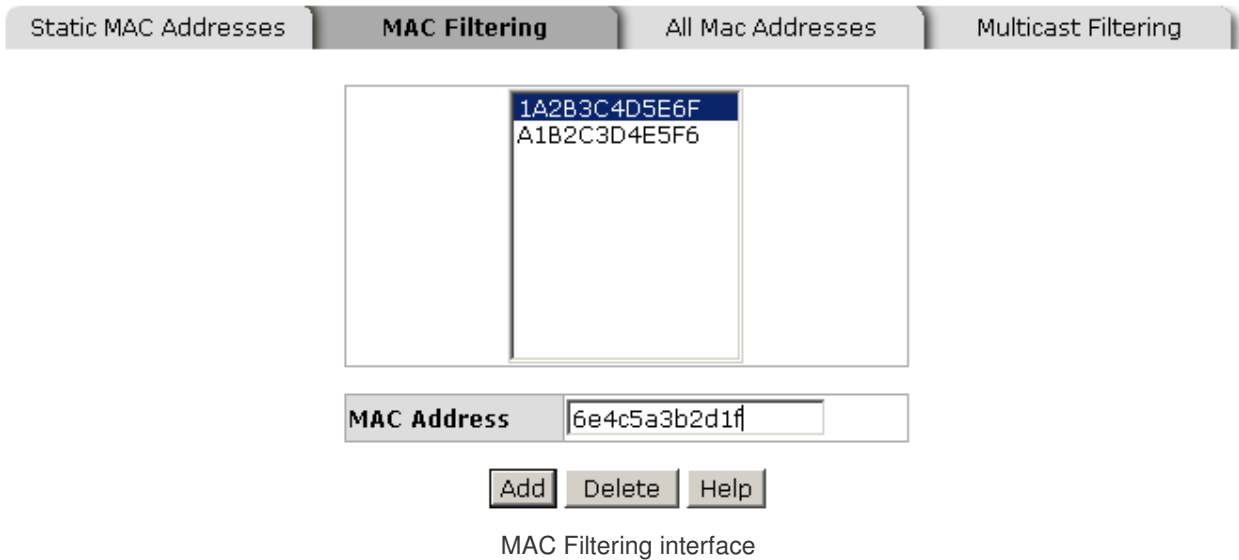 Static MAC Addresses MAC Filtering All Mac Addresses Multicast Filtering
1A2B3C4D5E6F
A1B2C3D4E5F6
MAC Address 6e4c5a3b2d1f
Add Delete Help
MAC Filtering interface